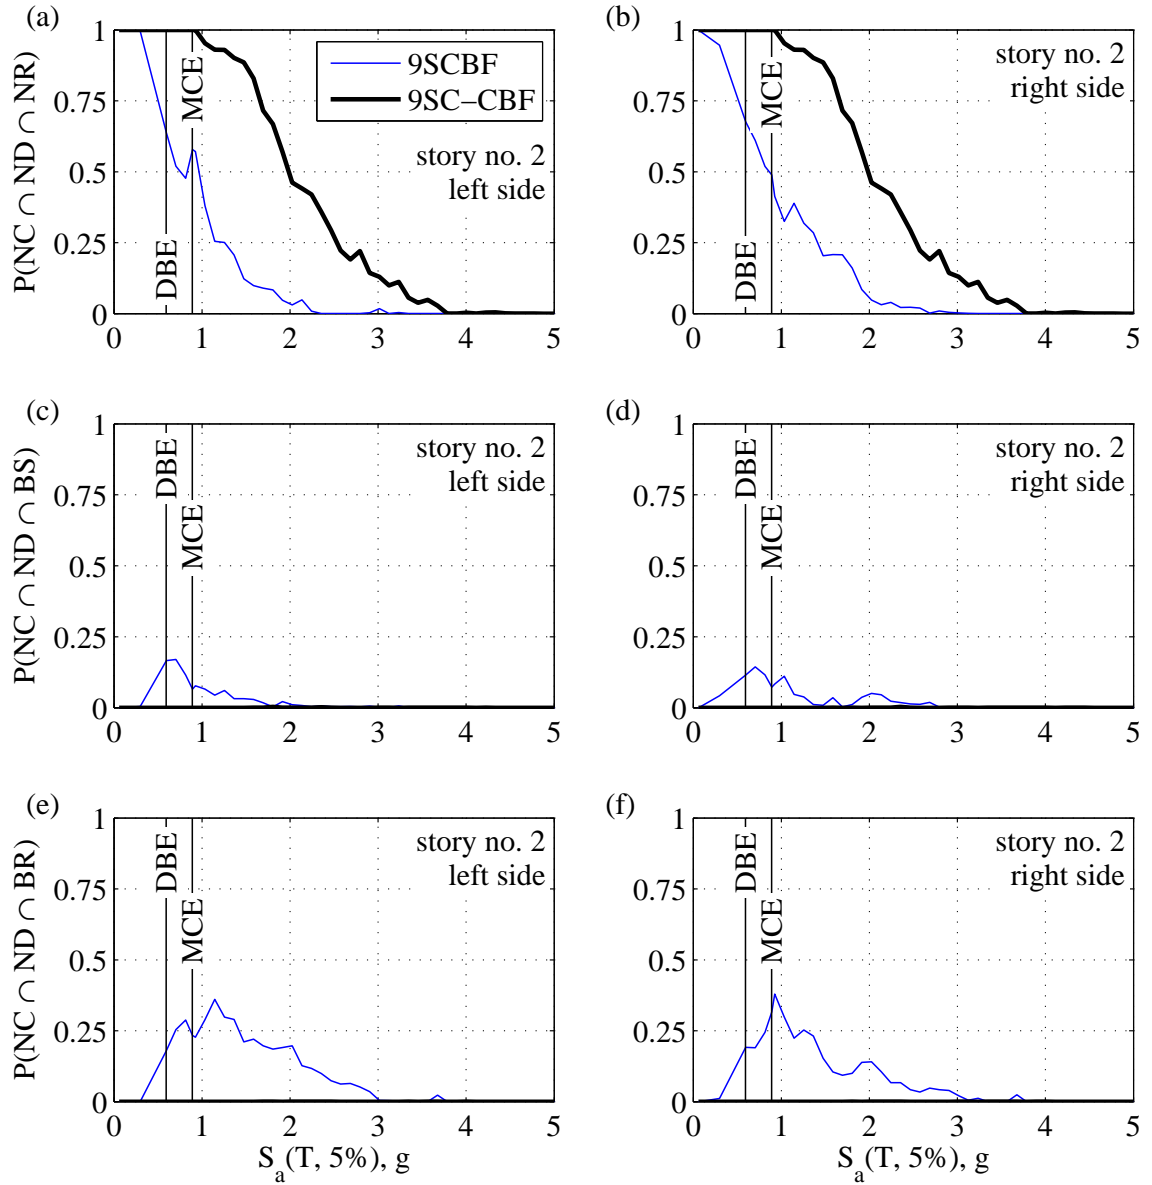 (a)
(b)
1
0.75
0.5
0.25
0
P(NC ∩ ND ∩ NR)
DBE
MCE
9SCBF
9SC−CBF
story no. 2
left side
0 1 2 3 4 5
1
0.75
0.5
0.25
0
DBE
MCE
story no. 2
right side
0 1 2 3 4 5
(c)
(d)
1
0.75
0.5
0.25
0
P(NC ∩ ND ∩ BS)
DBE
MCE
story no. 2
left side
0 1 2 3 4 5
1
0.75
0.5
0.25
0
DBE
MCE
story no. 2
right side
0 1 2 3 4 5
(e)
(f)
1
0.75
0.5
0.25
0
P(NC ∩ ND ∩ BR)
DBE
MCE
story no. 2
left side
0 1 2 3 4 5
S_a(T, 5%), g
1
0.75
0.5
0.25
0
DBE
MCE
story no. 2
right side
0 1 2 3 4 5
S_a(T, 5%), g